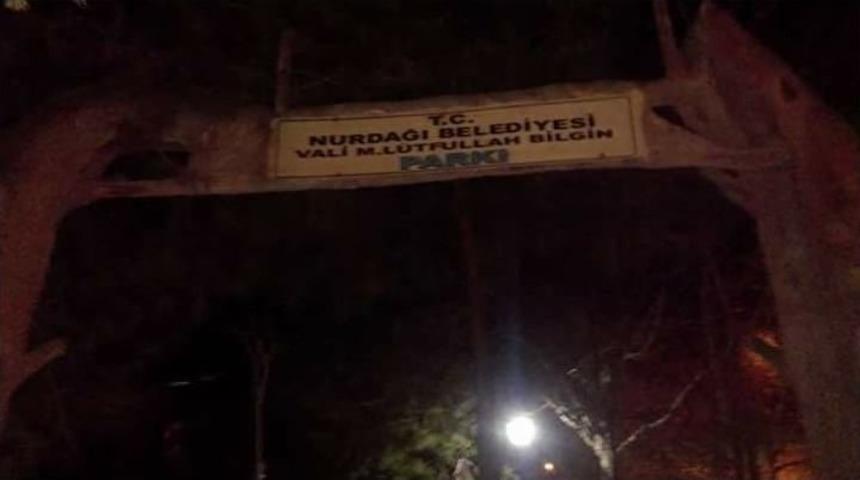 T.C.
NURDAĞI BELEDİYESİ
VALİ M.LÜTFULLAH BİLGİN
PARKI